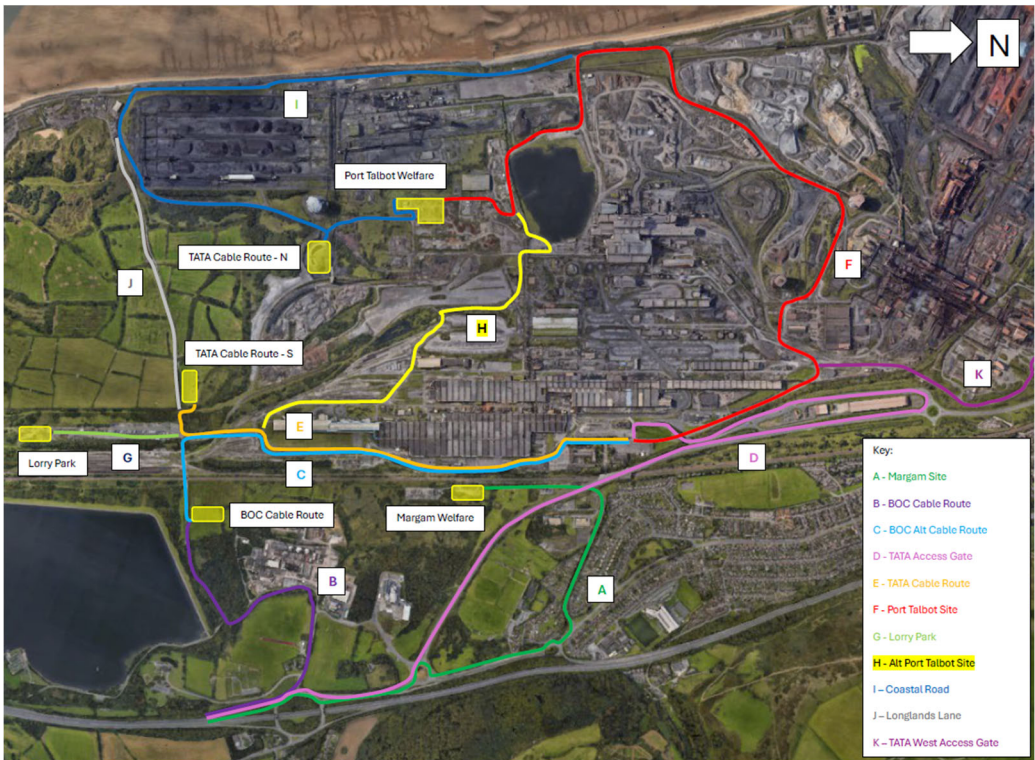 N
I
Port Talbot Welfare
TATA Cable Route - N
F
J
H
TATA Cable Route - S
K
E
Lorry Park
G
C
D
BOC Cable Route
Margam Welfare
B
A
Key:
A - Margam Site
B - BOC Cable Route
C - BOC Alt Cable Route
D - TATA Access Gate
E - TATA Cable Route
F - Port Talbot Site
G - Lorry Park
H - Alt Port Talbot Site
I – Coastal Road
J – Longlands Lane
K – TATA West Access Gate